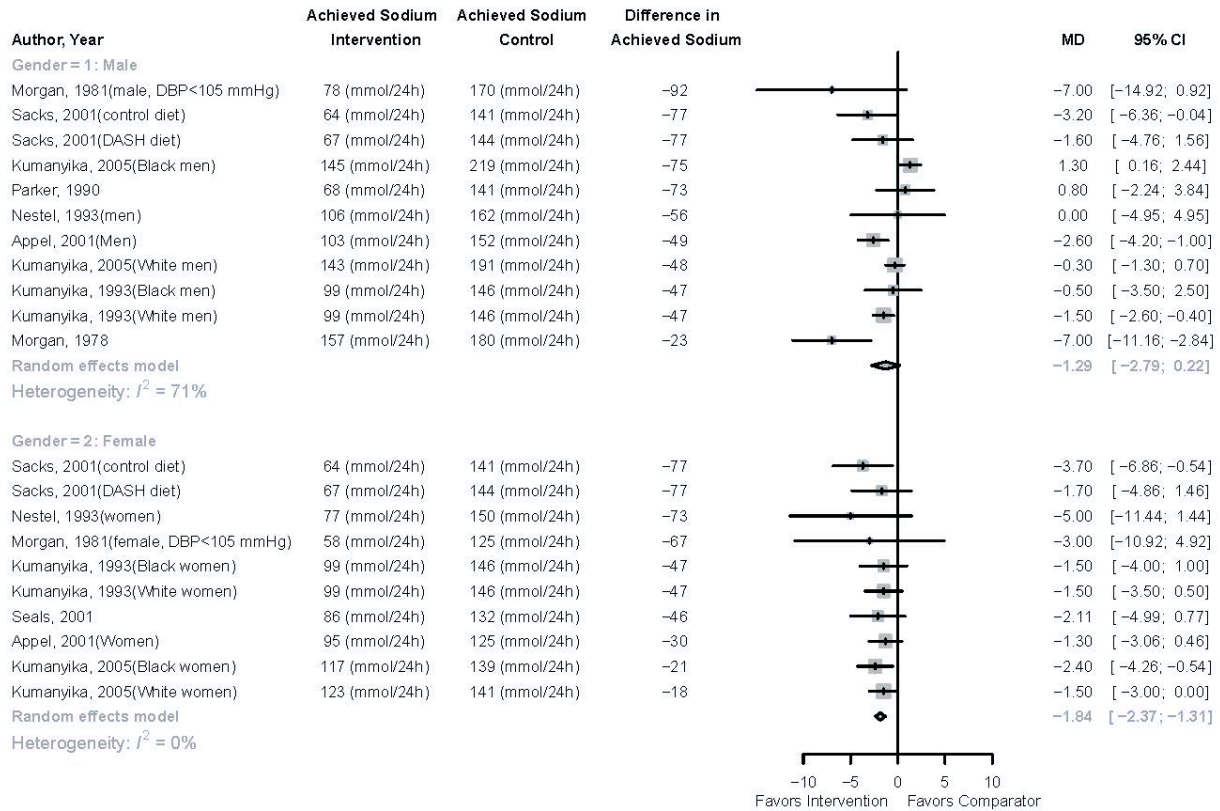 Achieved Sodium Achieved Sodium Difference in
Author, Year Intervention Control Achieved Sodium MD 95% CI
Gender = 1: Male
Morgan, 1981(male, DBP<105 mmHg) 78 (mmol/24h) 170 (mmol/24h) −92 −7.00 [−14.92; 0.92]
Sacks, 2001(control diet) 64 (mmol/24h) 141 (mmol/24h) −77 −3.20 [ −6.36; −0.04]
Sacks, 2001(DASH diet) 67 (mmol/24h) 144 (mmol/24h) −77 −1.60 [ −4.76; 1.56]
Kumanyika, 2005(Black men) 145 (mmol/24h) 219 (mmol/24h) −75 1.30 [ 0.16; 2.44]
Parker, 1990 68 (mmol/24h) 141 (mmol/24h) −73 0.80 [ −2.24; 3.84]
Nestel, 1993(men) 106 (mmol/24h) 162 (mmol/24h) −56 0.00 [ −4.95; 4.95]
Appel, 2001(Men) 103 (mmol/24h) 152 (mmol/24h) −49 −2.60 [ −4.20; −1.00]
Kumanyika, 2005(White men) 143 (mmol/24h) 191 (mmol/24h) −48 −0.30 [ −1.30; 0.70]
Kumanyika, 1993(Black men) 99 (mmol/24h) 146 (mmol/24h) −47 −0.50 [ −3.50; 2.50]
Kumanyika, 1993(White men) 99 (mmol/24h) 146 (mmol/24h) −47 −1.50 [ −2.60; −0.40]
Morgan, 1978 157 (mmol/24h) 180 (mmol/24h) −23 −7.00 [−11.16; −2.84]
Random effects model −1.29 [ −2.79; 0.22]
Heterogeneity: I² = 71%
Gender = 2: Female
Sacks, 2001(control diet) 64 (mmol/24h) 141 (mmol/24h) −77 −3.70 [ −6.86; −0.54]
Sacks, 2001(DASH diet) 67 (mmol/24h) 144 (mmol/24h) −77 −1.70 [ −4.86; 1.46]
Nestel, 1993(women) 77 (mmol/24h) 150 (mmol/24h) −73 −5.00 [−11.44; 1.44]
Morgan, 1981(female, DBP<105 mmHg) 58 (mmol/24h) 125 (mmol/24h) −67 −3.00 [−10.92; 4.92]
Kumanyika, 1993(Black women) 99 (mmol/24h) 146 (mmol/24h) −47 −1.50 [ −4.00; 1.00]
Kumanyika, 1993(White women) 99 (mmol/24h) 146 (mmol/24h) −47 −1.50 [ −3.50; 0.50]
Seals, 2001 86 (mmol/24h) 132 (mmol/24h) −46 −2.11 [ −4.99; 0.77]
Appel, 2001(Women) 95 (mmol/24h) 125 (mmol/24h) −30 −1.30 [ −3.06; 0.46]
Kumanyika, 2005(Black women) 117 (mmol/24h) 139 (mmol/24h) −21 −2.40 [ −4.26; −0.54]
Kumanyika, 2005(White women) 123 (mmol/24h) 141 (mmol/24h) −18 −1.50 [ −3.00; 0.00]
Random effects model −1.84 [ −2.37; −1.31]
Heterogeneity: I² = 0%
−10 −5 0 5 10
Favors Intervention Favors Comparator